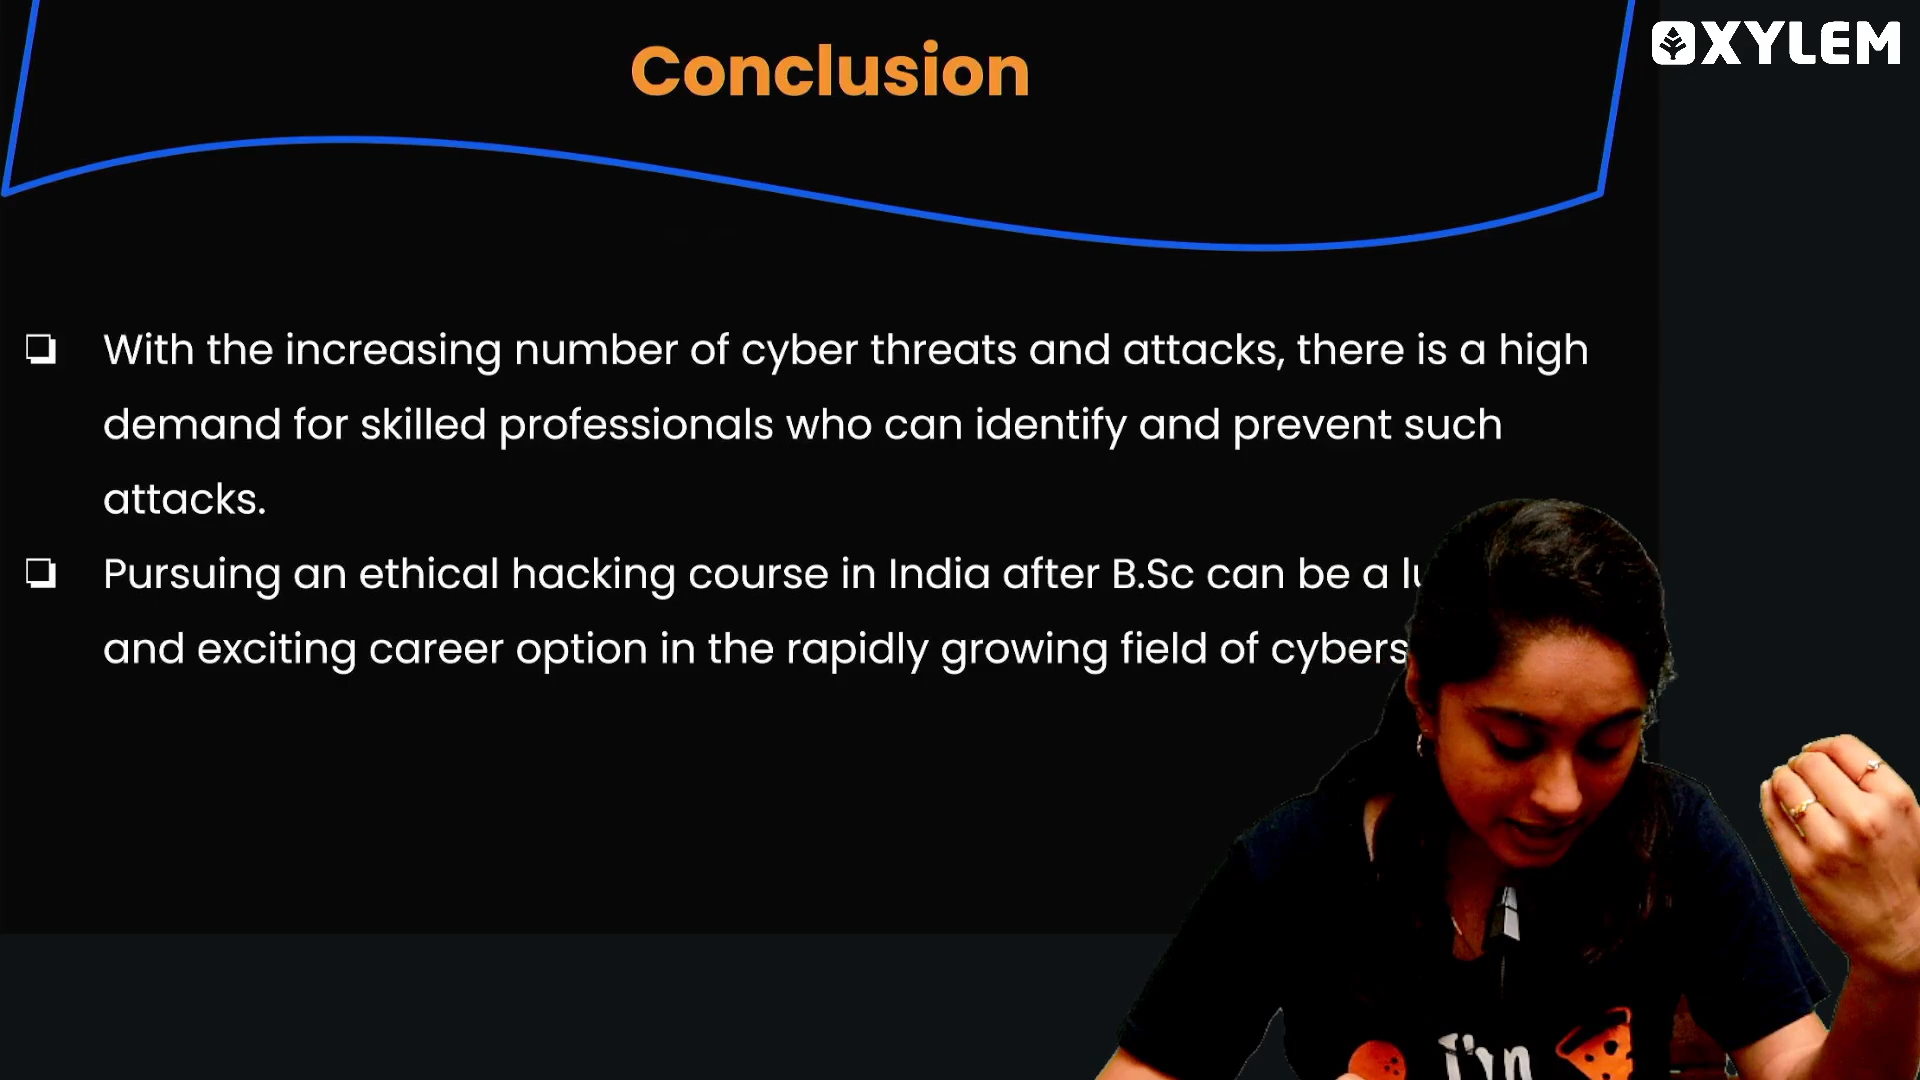 XYLEM
Conclusion
With the increasing number of cyber threats and attacks, there is a high
demand for skilled professionals who can identify and prevent such
attacks.
Pursuing an ethical hacking course in India after B.Sc can be a
and exciting career option in the rapidly growing field of
I'm